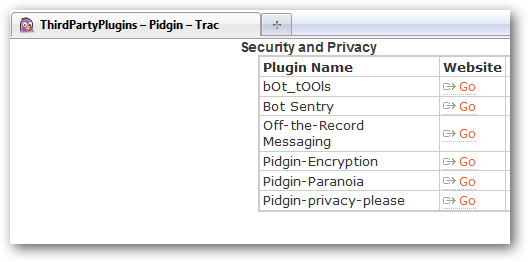 ThirdPartyPlugins – Pidgin – Trac
Security and Privacy
Plugin Name Website
bOt_tOOls Go
Bot Sentry Go
Off-the-Record
Messaging Go
Pidgin-Encryption Go
Pidgin-Paranoia Go
Pidgin-privacy-please Go